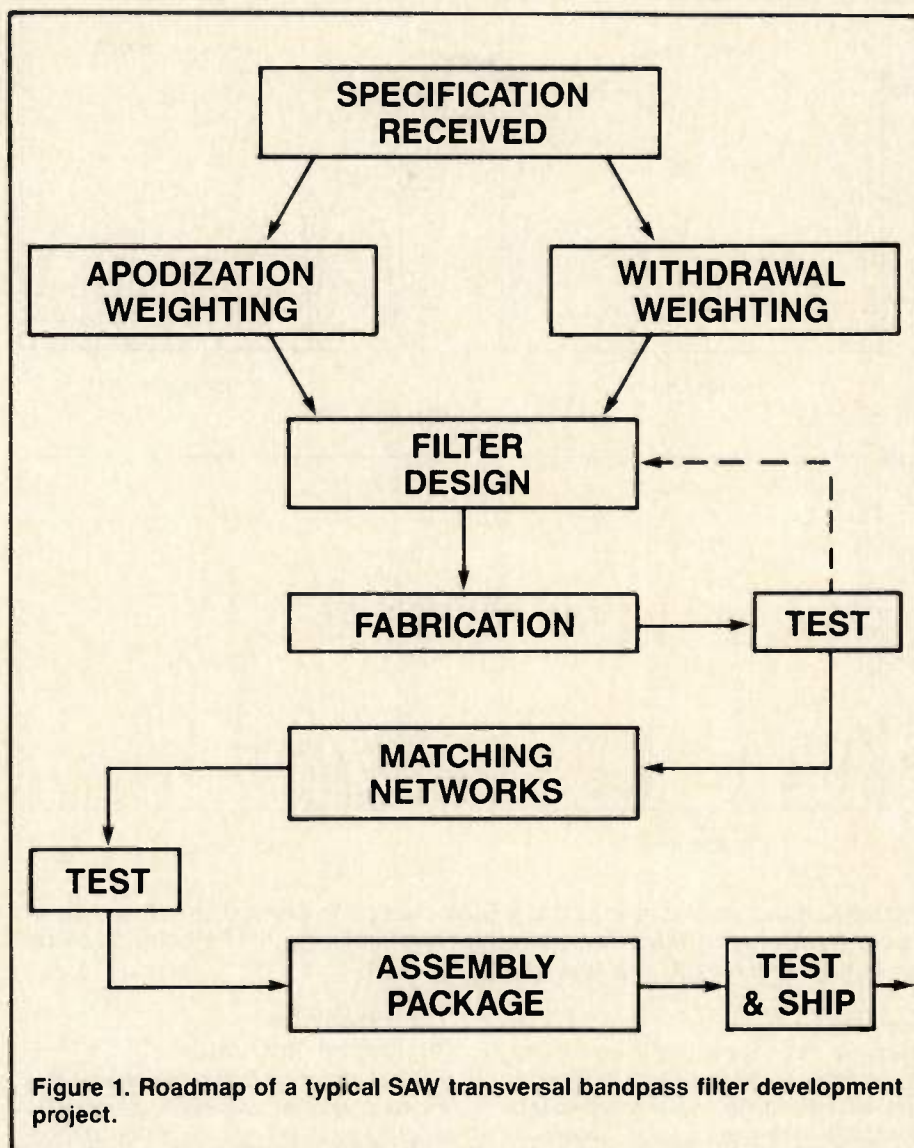 SPECIFICATION
RECEIVED
APODIZATION
WEIGHTING
WITHDRAWAL
WEIGHTING
FILTER
DESIGN
FABRICATION
TEST
MATCHING
NETWORKS
TEST
ASSEMBLY
PACKAGE
TEST
& SHIP
Figure 1. Roadmap of a typical SAW transversal bandpass filter development
project.